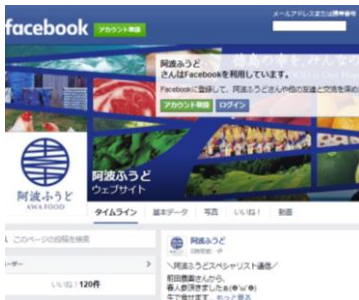 facebook
アカウント登録
メールアドレスまたは携帯番号
阿波ふうど
さんはFacebookを利用しています。
Facebookに登録して、阿波ふうどさんや他の友達と交流を深め
アカウント登録
ログイン
阿波ふうど
AWA FOOD
阿波ふうど
ウェブサイト
タイムライン 基本データ 写真 いいね! 動画
このページの投稿を検索
ーザー
いいね!120件
阿波ふうど
＼阿波ふうどスペシャリスト通信／
前田農園さんから、
春人参頂きました
生で食せます。もっと見る